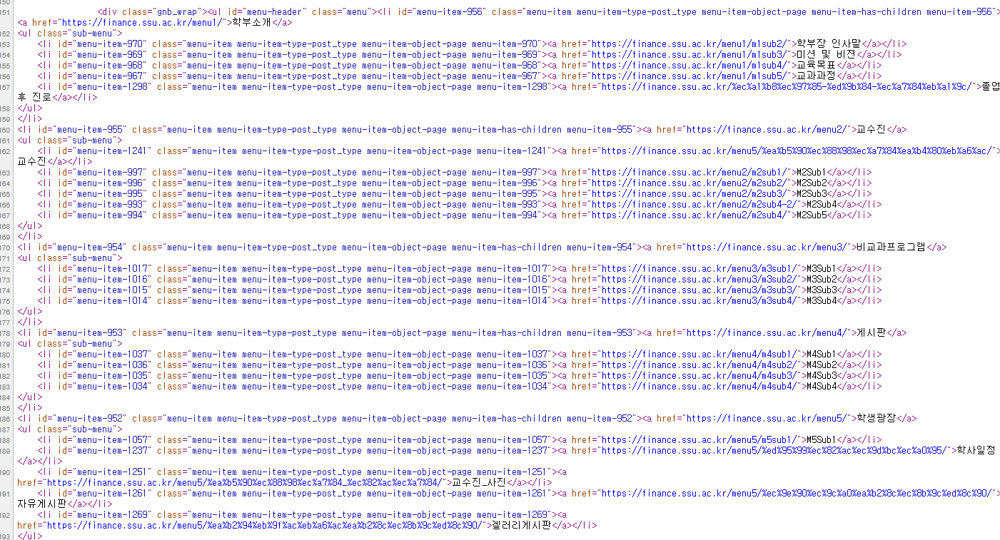 150
151 <div class="gnb_wrap"><ul id="menu-header" class="menu"><li id="menu-item-956" class="menu-item menu-item-type-post_type menu-item-object-page menu-item-has-children menu-item-956">
<a href="https://finance.ssu.ac.kr/menu1/">학부소개</a>
152 <ul class="sub-menu">
153 <li id="menu-item-970" class="menu-item menu-item-type-post_type menu-item-object-page menu-item-970"><a href="https://finance.ssu.ac.kr/menu1/m1sub2/">학부장 인사말</a></li>
154 <li id="menu-item-969" class="menu-item menu-item-type-post_type menu-item-object-page menu-item-969"><a href="https://finance.ssu.ac.kr/menu1/m1sub3/">미션 및 비젼</a></li>
155 <li id="menu-item-968" class="menu-item menu-item-type-post_type menu-item-object-page menu-item-968"><a href="https://finance.ssu.ac.kr/menu1/m1sub4/">교육목표</a></li>
156 <li id="menu-item-967" class="menu-item menu-item-type-post_type menu-item-object-page menu-item-967"><a href="https://finance.ssu.ac.kr/menu1/m1sub5/">교과과정</a></li>
157 <li id="menu-item-1298" class="menu-item menu-item-type-post_type menu-item-object-page menu-item-1298"><a href="https://finance.ssu.ac.kr/%ec%a1%b8%ec%97%85-%ed%9b%84-%ec%a7%84%eb%a1%9c/">졸업
후 진로</a></li>
158 </ul>
159 </li>
160 <li id="menu-item-955" class="menu-item menu-item-type-post_type menu-item-object-page menu-item-has-children menu-item-955"><a href="https://finance.ssu.ac.kr/menu2/">교수진</a>
161 <ul class="sub-menu">
162 <li id="menu-item-1241" class="menu-item menu-item-type-post_type menu-item-object-page menu-item-1241"><a href="https://finance.ssu.ac.kr/menu5/%ea%b5%90%ec%88%98%ec%a7%84%ea%b4%80%eb%a6%ac/">
교수진</a></li>
163 <li id="menu-item-997" class="menu-item menu-item-type-post_type menu-item-object-page menu-item-997"><a href="https://finance.ssu.ac.kr/menu2/m2sub1/">M2Sub1</a></li>
164 <li id="menu-item-996" class="menu-item menu-item-type-post_type menu-item-object-page menu-item-996"><a href="https://finance.ssu.ac.kr/menu2/m2sub2/">M2Sub2</a></li>
165 <li id="menu-item-995" class="menu-item menu-item-type-post_type menu-item-object-page menu-item-995"><a href="https://finance.ssu.ac.kr/menu2/m2sub3/">M2Sub3</a></li>
166 <li id="menu-item-993" class="menu-item menu-item-type-post_type menu-item-object-page menu-item-993"><a href="https://finance.ssu.ac.kr/menu2/m2sub4-2/">M2Sub4</a></li>
167 <li id="menu-item-994" class="menu-item menu-item-type-post_type menu-item-object-page menu-item-994"><a href="https://finance.ssu.ac.kr/menu2/m2sub4/">M2Sub5</a></li>
168 </ul>
169 </li>
170 <li id="menu-item-954" class="menu-item menu-item-type-post_type menu-item-object-page menu-item-has-children menu-item-954"><a href="https://finance.ssu.ac.kr/menu3/">비교과프로그램</a>
171 <ul class="sub-menu">
172 <li id="menu-item-1017" class="menu-item menu-item-type-post_type menu-item-object-page menu-item-1017"><a href="https://finance.ssu.ac.kr/menu3/m3sub1/">M3Sub1</a></li>
173 <li id="menu-item-1016" class="menu-item menu-item-type-post_type menu-item-object-page menu-item-1016"><a href="https://finance.ssu.ac.kr/menu3/m3sub2/">M3Sub2</a></li>
174 <li id="menu-item-1015" class="menu-item menu-item-type-post_type menu-item-object-page menu-item-1015"><a href="https://finance.ssu.ac.kr/menu3/m3sub3/">M3Sub3</a></li>
175 <li id="menu-item-1014" class="menu-item menu-item-type-post_type menu-item-object-page menu-item-1014"><a href="https://finance.ssu.ac.kr/menu3/m3sub4/">M3Sub4</a></li>
176 </ul>
177 </li>
178 <li id="menu-item-953" class="menu-item menu-item-type-post_type menu-item-object-page menu-item-has-children menu-item-953"><a href="https://finance.ssu.ac.kr/menu4/">게시판</a>
179 <ul class="sub-menu">
180 <li id="menu-item-1037" class="menu-item menu-item-type-post_type menu-item-object-page menu-item-1037"><a href="https://finance.ssu.ac.kr/menu4/m4sub1/">M4Sub1</a></li>
181 <li id="menu-item-1036" class="menu-item menu-item-type-post_type menu-item-object-page menu-item-1036"><a href="https://finance.ssu.ac.kr/menu4/m4sub2/">M4Sub2</a></li>
182 <li id="menu-item-1035" class="menu-item menu-item-type-post_type menu-item-object-page menu-item-1035"><a href="https://finance.ssu.ac.kr/menu4/m4sub3/">M4Sub3</a></li>
183 <li id="menu-item-1034" class="menu-item menu-item-type-post_type menu-item-object-page menu-item-1034"><a href="https://finance.ssu.ac.kr/menu4/m4sub4/">M4Sub4</a></li>
184 </ul>
185 </li>
186 <li id="menu-item-952" class="menu-item menu-item-type-post_type menu-item-object-page menu-item-has-children menu-item-952"><a href="https://finance.ssu.ac.kr/menu5/">학생광장</a>
187 <ul class="sub-menu">
188 <li id="menu-item-1057" class="menu-item menu-item-type-post_type menu-item-object-page menu-item-1057"><a href="https://finance.ssu.ac.kr/menu5/m5sub1/">M5Sub1</a></li>
189 <li id="menu-item-1237" class="menu-item menu-item-type-post_type menu-item-object-page menu-item-1237"><a href="https://finance.ssu.ac.kr/menu5/%ed%95%99%ec%82%ac%ec%9d%bc%ec%a0%95/">학사일정
</a></li>
190 <li id="menu-item-1251" class="menu-item menu-item-type-post_type menu-item-object-page menu-item-1251"><a
href="https://finance.ssu.ac.kr/menu5/%ea%b5%90%ec%88%98%ec%a7%84_%ec%82%ac%ec%a7%84/">교수진_사진</a></li>
191 <li id="menu-item-1261" class="menu-item menu-item-type-post_type menu-item-object-page menu-item-1261"><a href="https://finance.ssu.ac.kr/menu5/%ec%9e%90%ec%9c%a0%ea%b2%8c%ec%8b%9c%ed%8c%90/">
자유게시판</a></li>
192 <li id="menu-item-1269" class="menu-item menu-item-type-post_type menu-item-object-page menu-item-1269"><a
href="https://finance.ssu.ac.kr/menu5/%ea%b2%94%eb%9f%ac%eb%a6%ac%ea%b2%8c%ec%8b%9c%ed%8c%90/">겔러리게시판</a></li>
193 </ul>